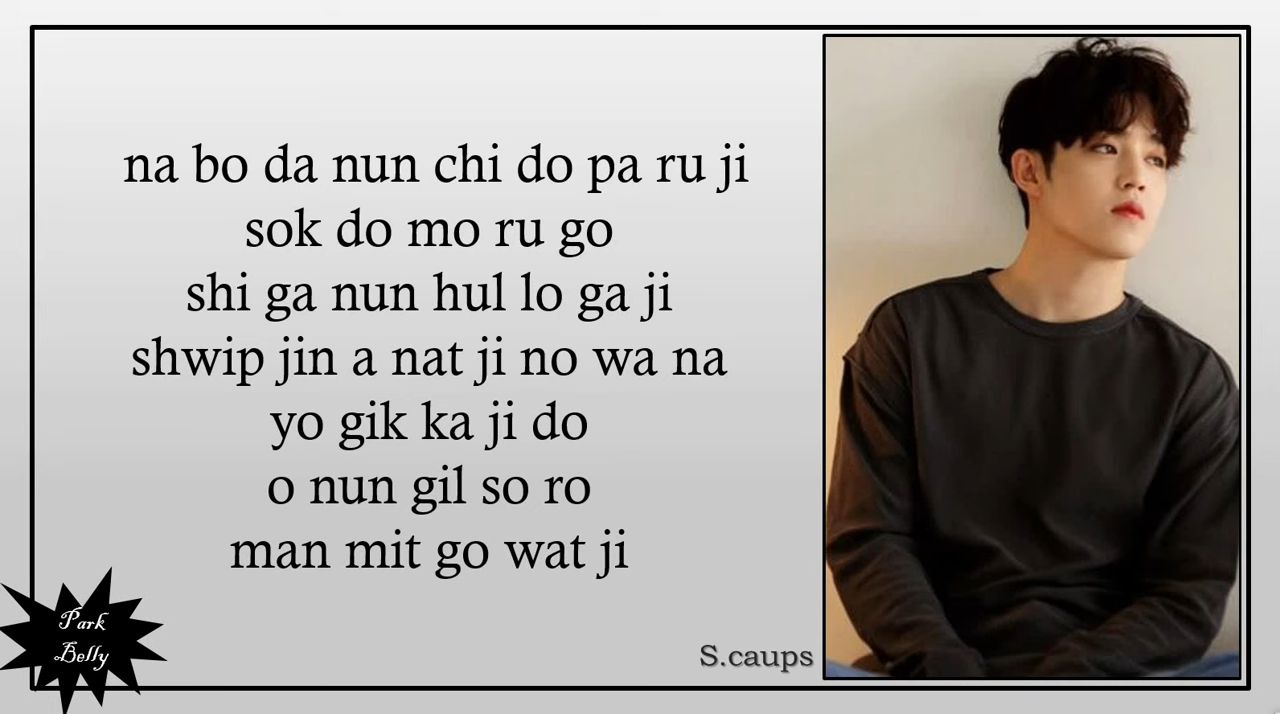 na bo da nun chi do pa ru ji
sok do mo ru go
shi ga nun hul lo ga ji
shwip jin a nat ji no wa na
yo gik ka ji do
o nun gil so ro
man mit go wat ji
Park
Belly
S.caups